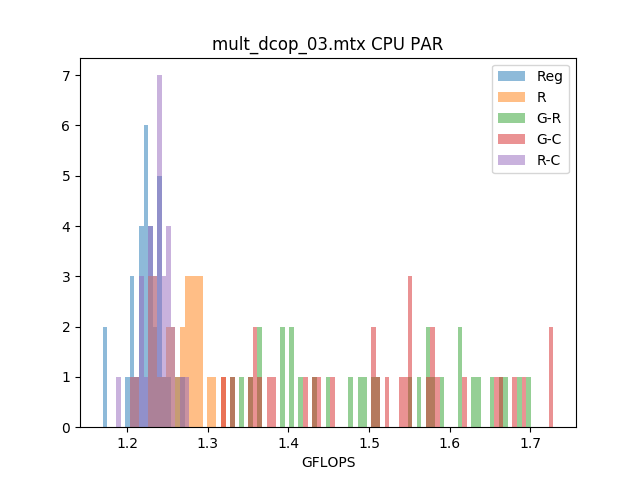 mult_dcop_03.mtx CPU PAR
7
6
5
4
3
2
1
0
Reg
R
G-R
G-C
R-C
1.2 1.3 1.4 1.5 1.6 1.7
GFLOPS